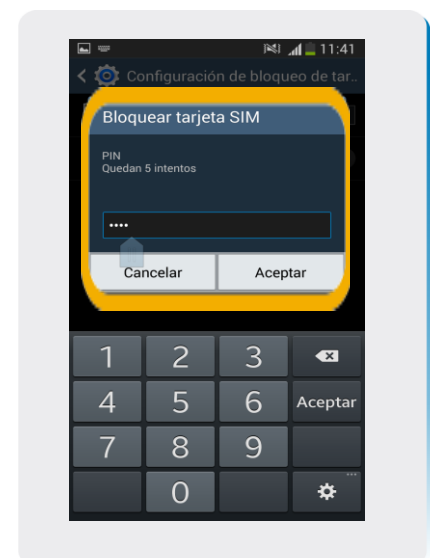 11:41
Configuración de bloqueo de tar..
Bloquear tarjeta SIM
PIN
Quedan 5 intentos
····
Cancelar Aceptar
1 2 3
4 5 6 Aceptar
7 8 9
0